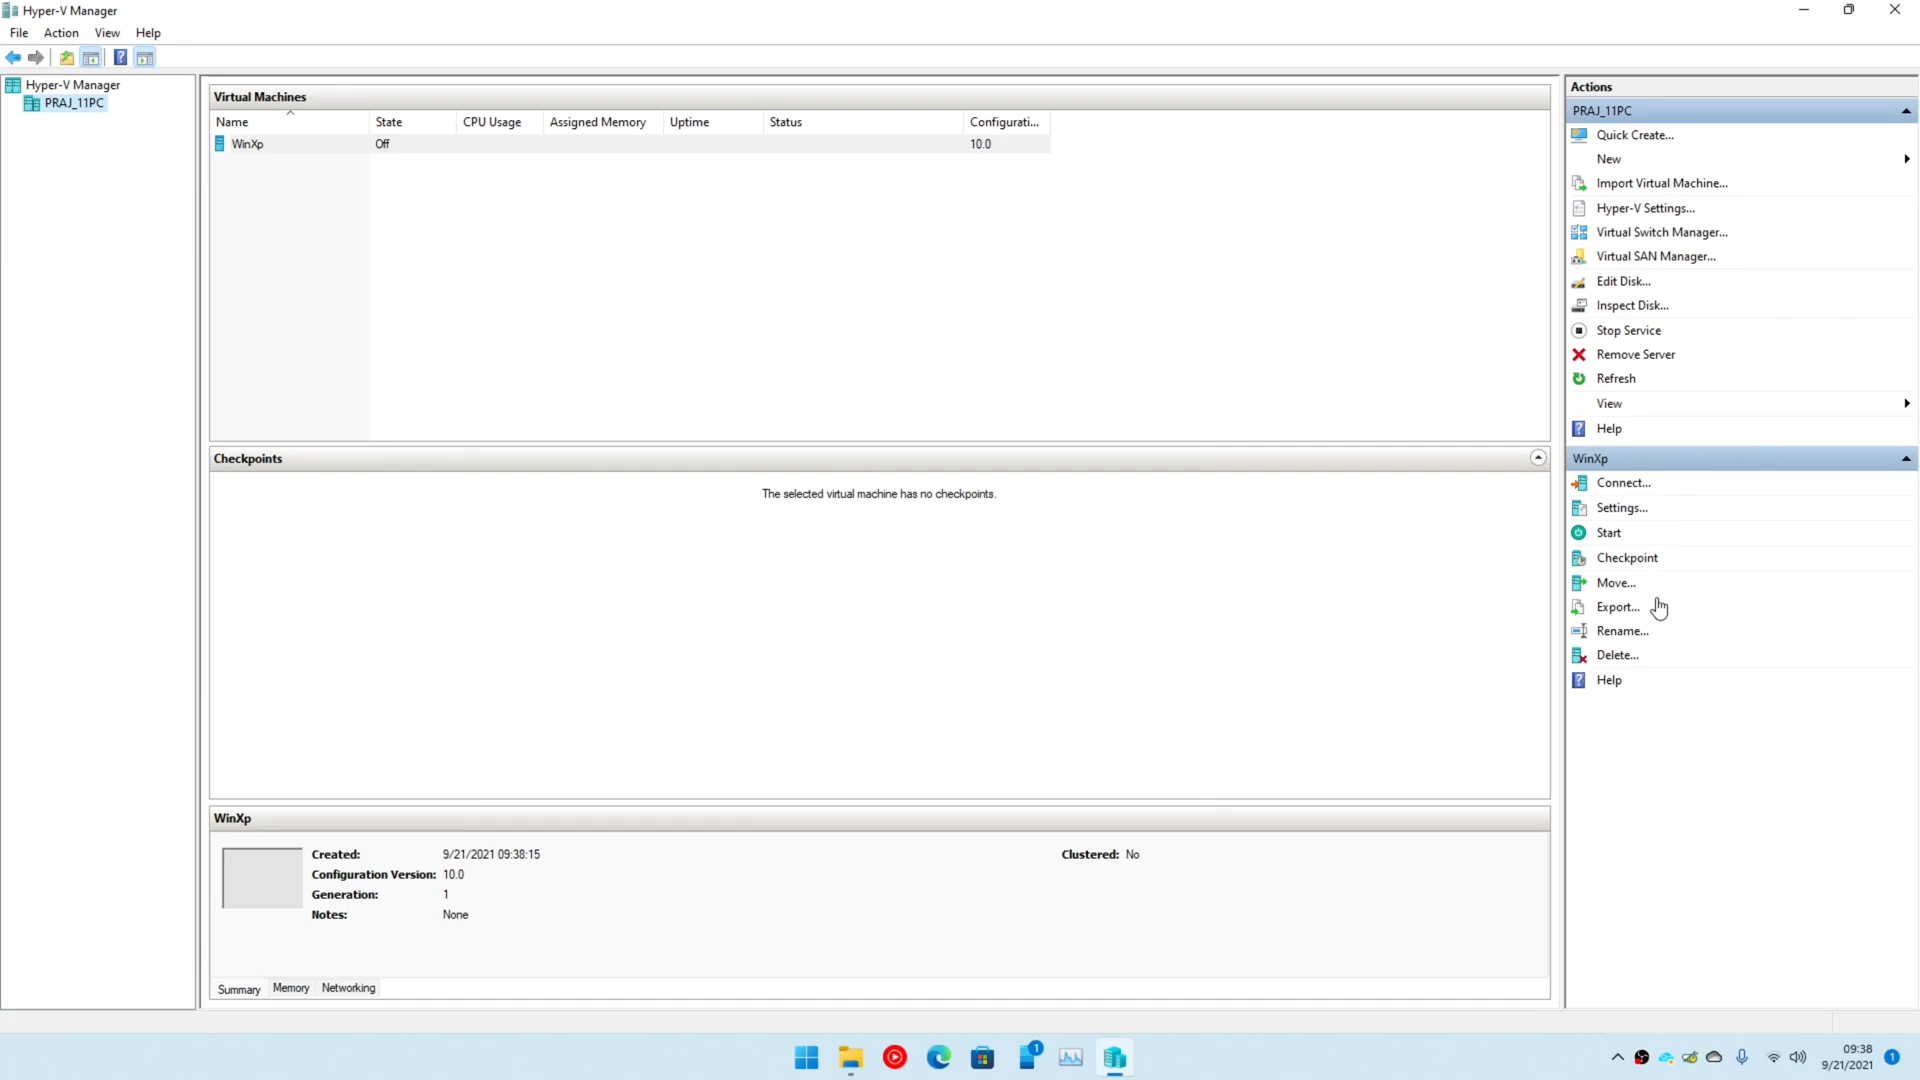 Hyper-V Manager
File Action View Help
Hyper-V Manager
PRAJ_11PC
Virtual Machines
Name State CPU Usage Assigned Memory Uptime Status Configurati...
WinXp Off 10.0
Checkpoints
The selected virtual machine has no checkpoints.
WinXp
Created: 9/21/2021 09:38:15 Clustered: No
Configuration Version: 10.0
Generation: 1
Notes: None
Summary Memory Networking
Actions
PRAJ_11PC
Quick Create...
New
Import Virtual Machine...
Hyper-V Settings...
Virtual Switch Manager...
Virtual SAN Manager...
Edit Disk...
Inspect Disk...
Stop Service
Remove Server
Refresh
View
Help
WinXp
Connect...
Settings...
Start
Checkpoint
Move...
Export...
Rename...
Delete...
Help
1
09:38
9/21/2021
1